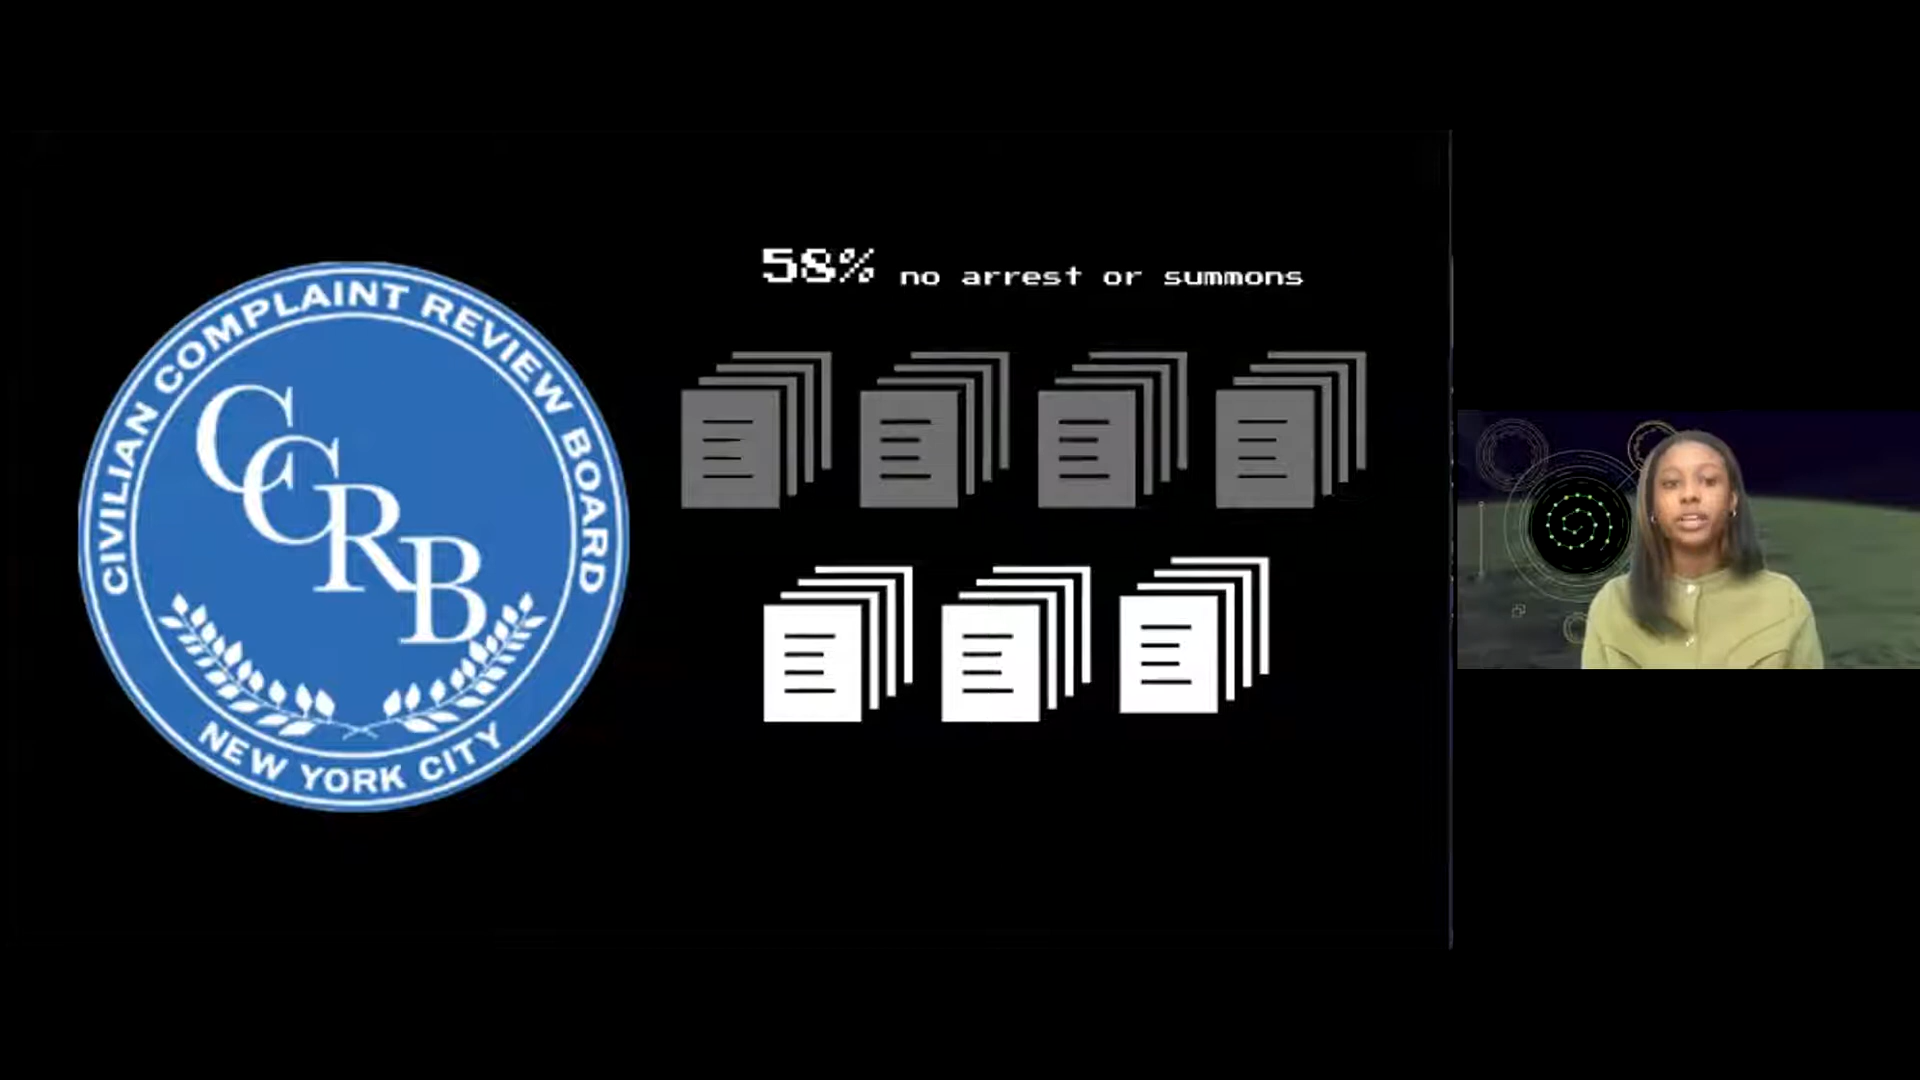 CIVILIAN COMPLAINT REVIEW BOARD
CCRB
NEW YORK CITY
58% no arrest or summons